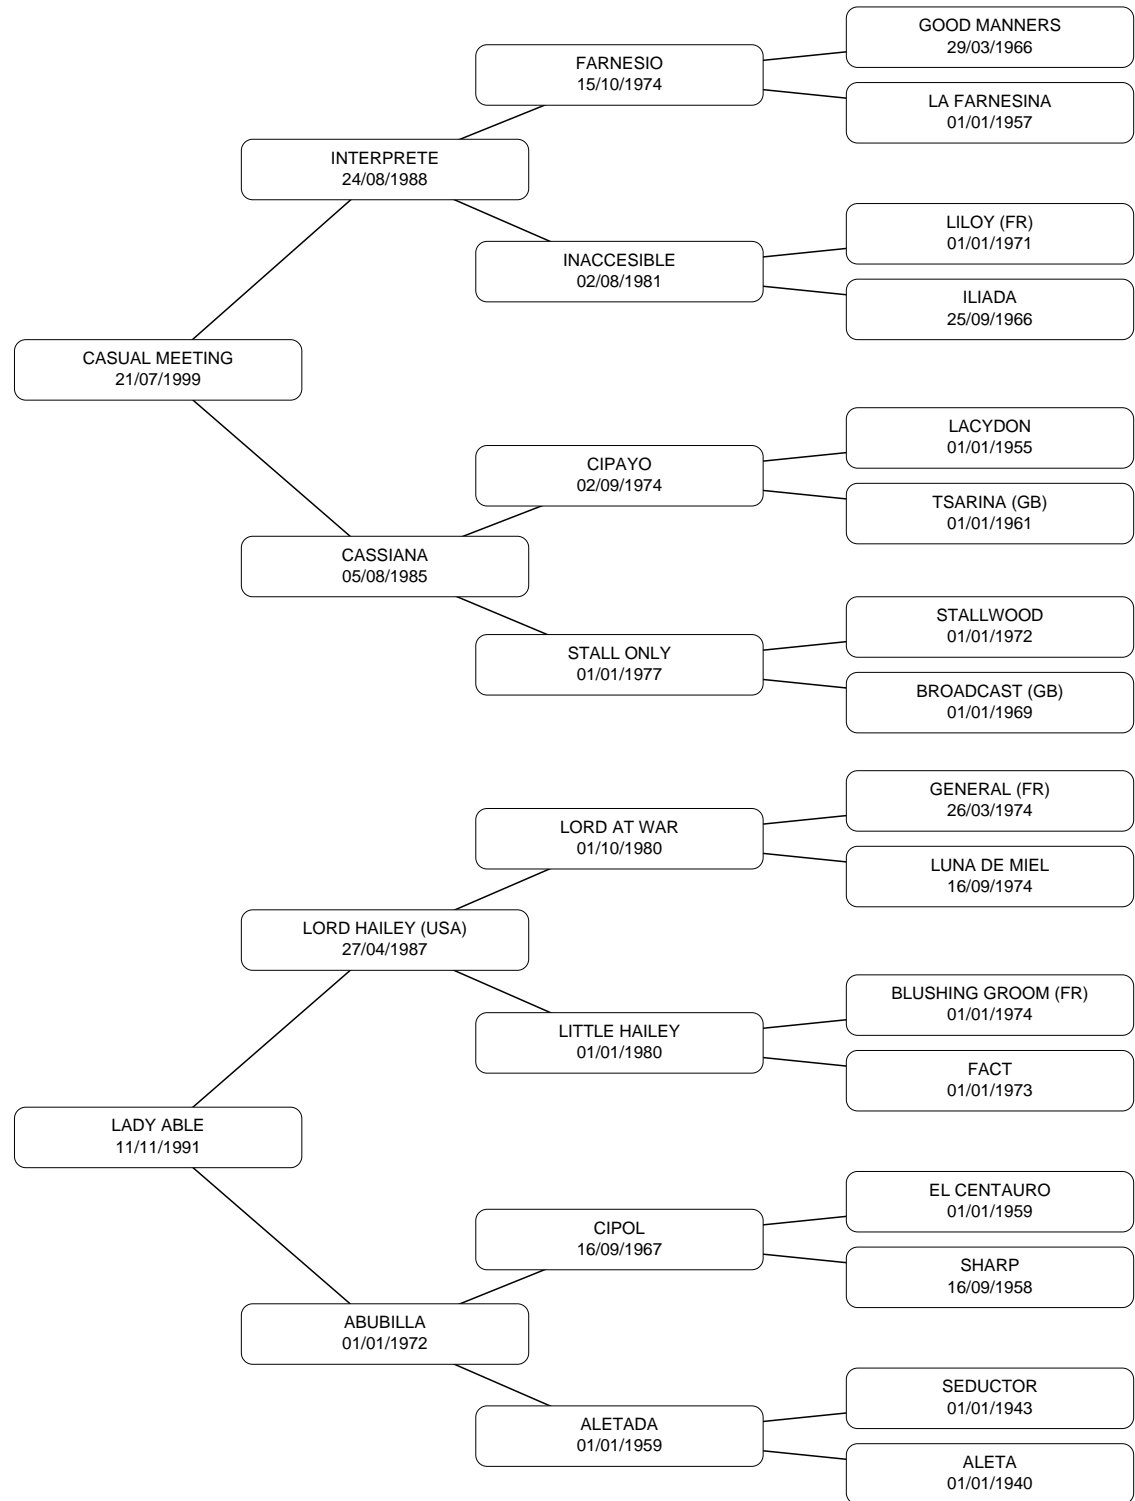 GOOD MANNERS
29/03/1966
FARNESIO
15/10/1974
LA FARNESINA
01/01/1957
INTERPRETE
24/08/1988
LILOY (FR)
01/01/1971
INACCESIBLE
02/08/1981
ILIADA
25/09/1966
CASUAL MEETING
21/07/1999
LACYDON
01/01/1955
CIPAYO
02/09/1974
TSARINA (GB)
01/01/1961
CASSIANA
05/08/1985
STALLWOOD
01/01/1972
STALL ONLY
01/01/1977
BROADCAST (GB)
01/01/1969
GENERAL (FR)
26/03/1974
LORD AT WAR
01/10/1980
LUNA DE MIEL
16/09/1974
LORD HAILEY (USA)
27/04/1987
BLUSHING GROOM (FR)
01/01/1974
LITTLE HAILEY
01/01/1980
FACT
01/01/1973
LADY ABLE
11/11/1991
EL CENTAURO
01/01/1959
CIPOL
16/09/1967
SHARP
16/09/1958
ABUBILLA
01/01/1972
SEDUCTOR
01/01/1943
ALETADA
01/01/1959
ALETA
01/01/1940